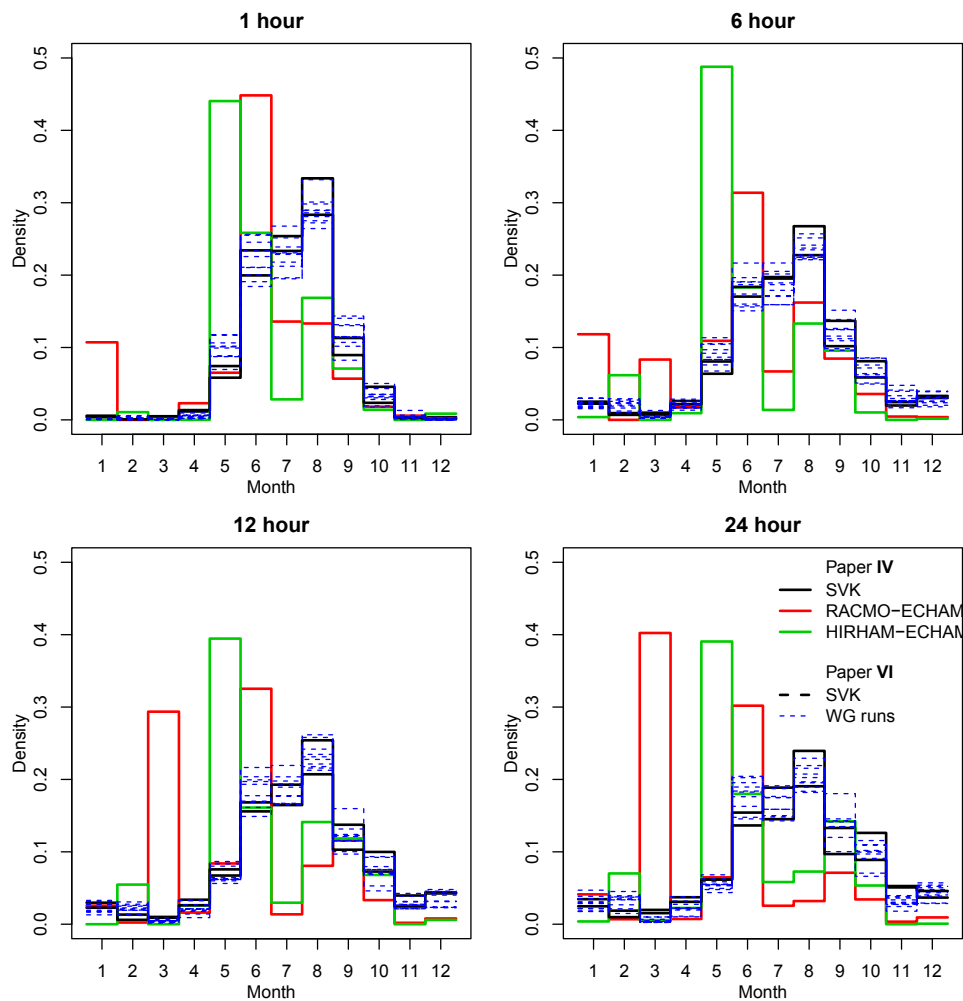 1 hour
Density
0.0 0.1 0.2 0.3 0.4 0.5
1 2 3 4 5 6 7 8 9 10 11 12
Month
6 hour
Density
0.0 0.1 0.2 0.3 0.4 0.5
1 2 3 4 5 6 7 8 9 10 11 12
Month
12 hour
Density
0.0 0.1 0.2 0.3 0.4 0.5
1 2 3 4 5 6 7 8 9 10 11 12
Month
24 hour
Density
0.0 0.1 0.2 0.3 0.4 0.5
Paper IV
SVK
RACMO−ECHAM
HIRHAM−ECHAM
Paper VI
SVK
WG runs
1 2 3 4 5 6 7 8 9 10 11 12
Month